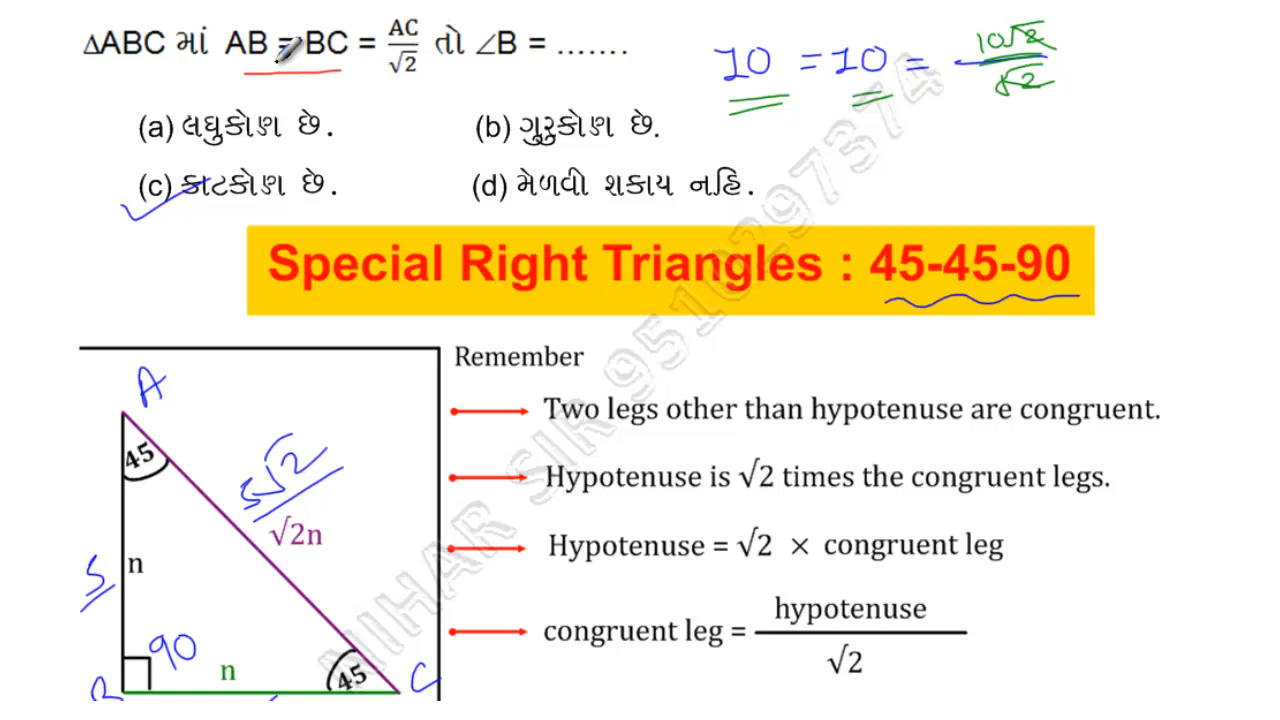 ∆ABC માં AB = BC = AC/√2 તો ∠B = .......
10 = 10 = 10√2/√2
(a) લઘુકોણ છે. (b) ગુરુકોણ છે.
(c) કાટકોણ છે. (d) મેળવી શકાય નહિ.
Special Right Triangles : 45-45-90
Remember
A
Two legs other than hypotenuse are congruent.
45
5√2
Hypotenuse is √2 times the congruent legs.
√2n
Hypotenuse = √2 × congruent leg
5 n
congruent leg = hypotenuse/√2
90
n
45
B
C
NIHAR SIR 9510297374